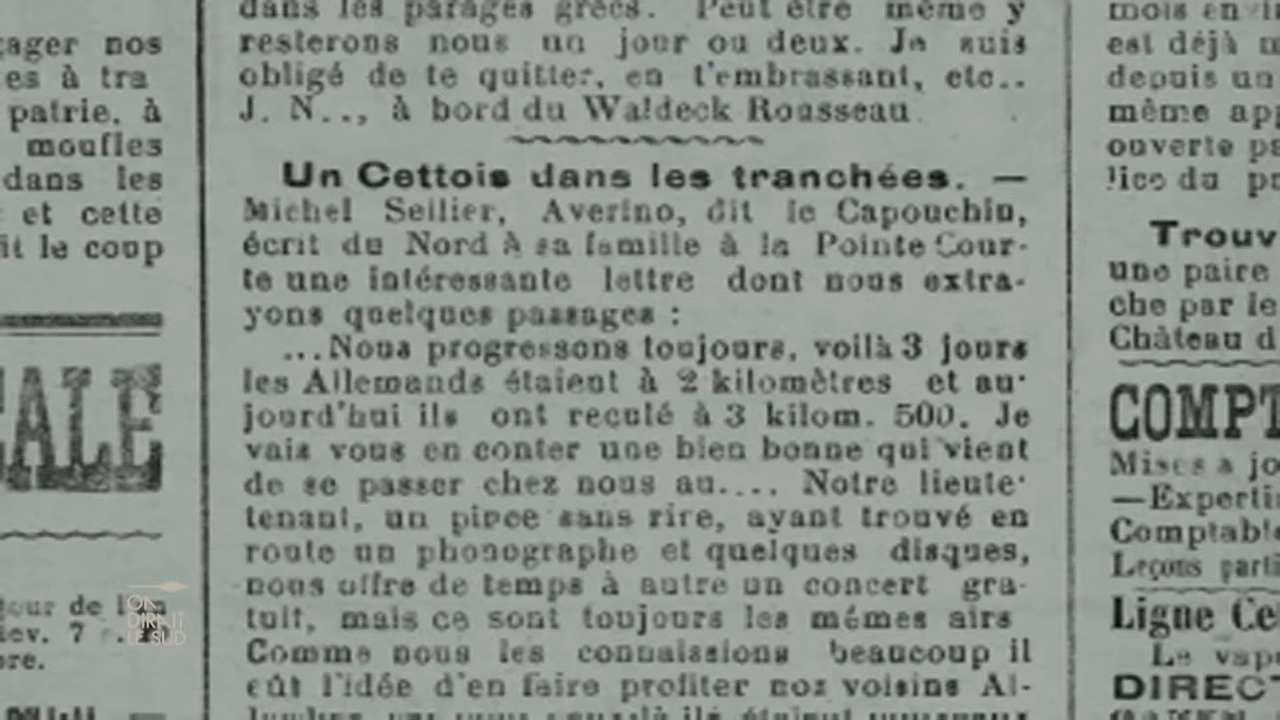 gager nos
es à tra
patrie, à
moufles
dans les
et cette
it le coup
CALE
our de l
ev. 7
ore.
ON
DIRAIT
LE SUD
dans les parages grecs. Peut être même y
resterons nous un jour ou deux. Je suis
obligé de te quitter, en t'embrassant, etc..
J. N.., à bord du Waldeck Rousseau
Un Cettois dans les tranchées. —
Michel Sellier, Averino, dit le Capouchin,
écrit du Nord à sa famille à la Pointe Cour-
te une intéressante lettre dont nous extra-
yons quelques passages :
...Nous progressons toujours, voilà 3 jours
les Allemands étaient à 2 kilomètres et au-
jourd'hui ils ont reculé à 3 kilom. 500. Je
vais vous en conter une bien bonne qui vient
de se passer chez nous au.... Notre lieute-
tenant, un pince sans rire, ayant trouvé en
route un phonographe et quelques disques,
nous offre de temps à autre un concert gra-
tuit, mais ce sont toujours les mêmes airs
Comme nous les connaissions beaucoup il
eût l'idée d'en faire profiter nos voisins Al-
mois en
est déjà
depuis un
même app
ouverte pa
lice du pr
Trouv
une paire
che par le
Château d
COMPT
Mises a jo
—Experti
Comptable
Leçons parti
Ligne Ce
Le vap
DIRECT